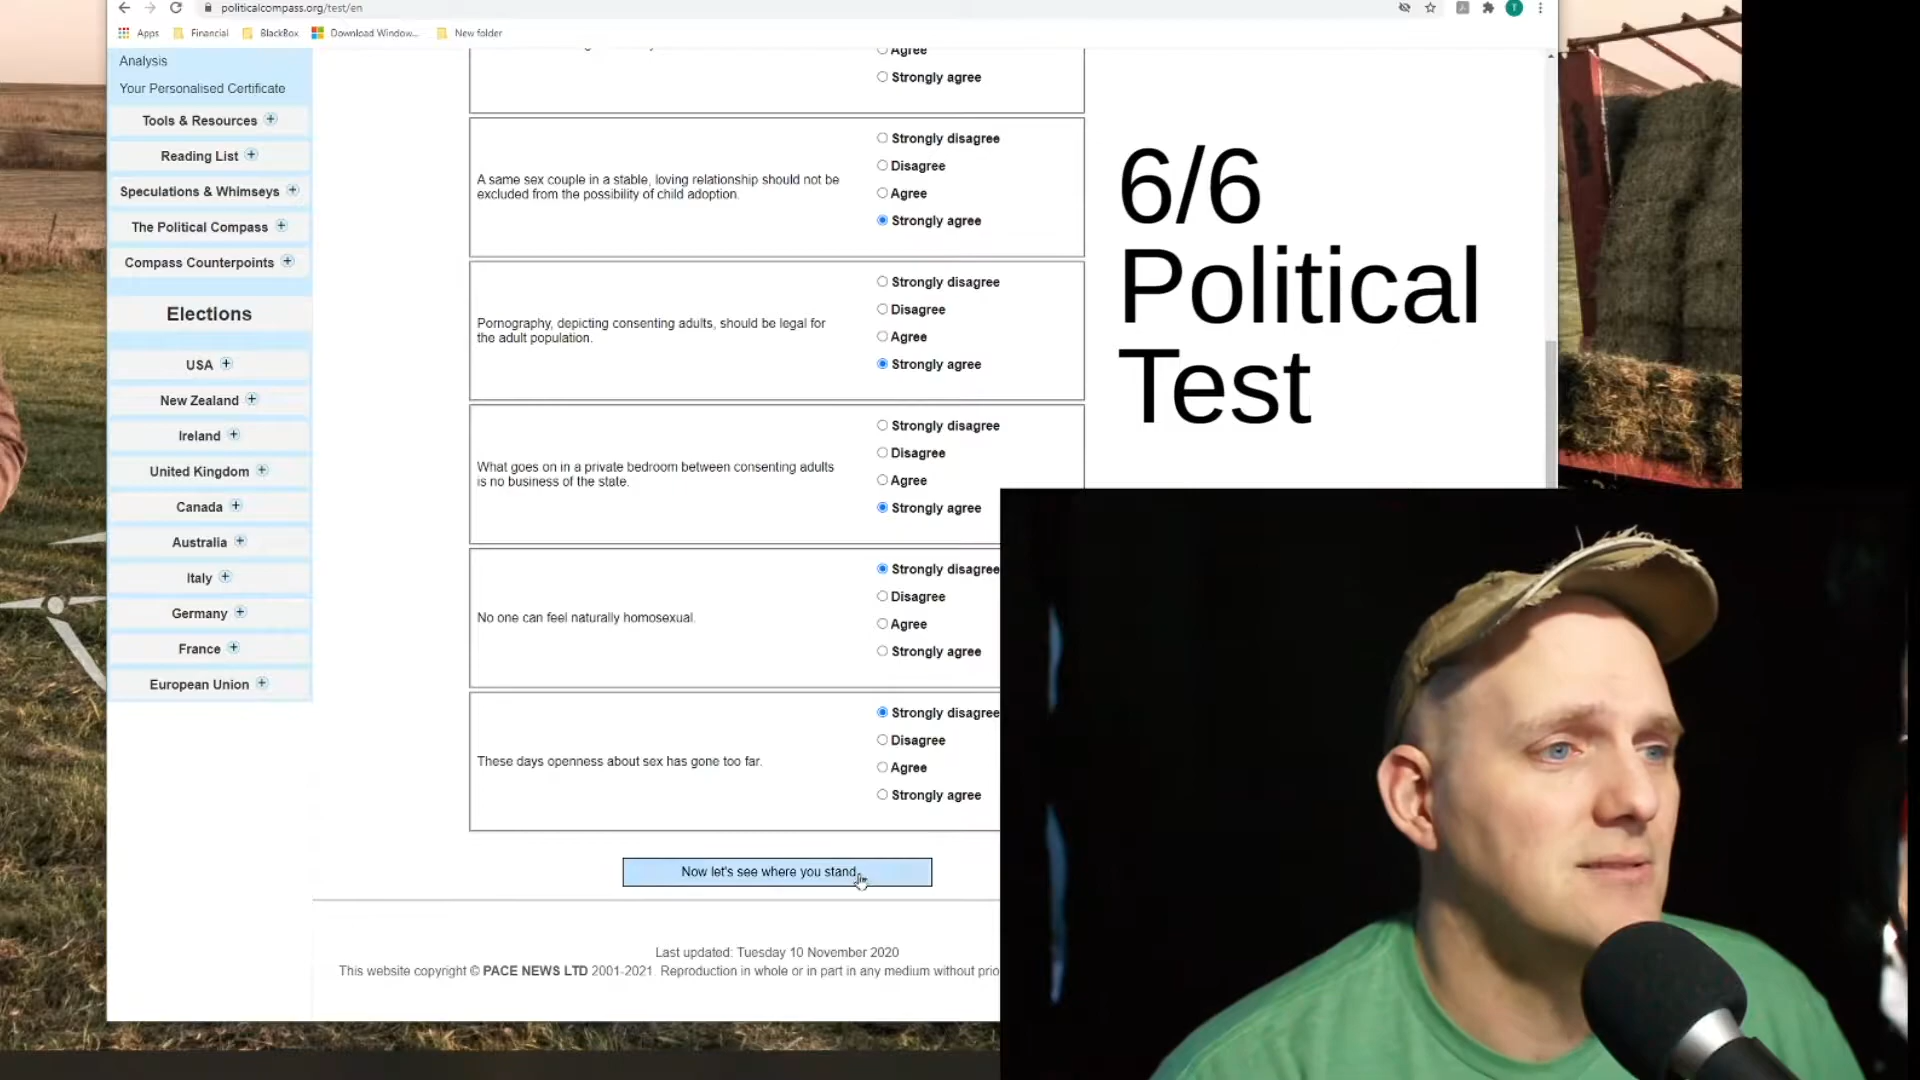 politicalcompass.org/test/en
T
Apps
Financial
BlackBox
Download Window...
New folder
Analysis
Your Personalised Certificate
Tools & Resources
Reading List
Speculations & Whimseys
The Political Compass
Compass Counterpoints
Elections
USA
New Zealand
Ireland
United Kingdom
Canada
Australia
Italy
Germany
France
European Union
Agree
Strongly agree
A same sex couple in a stable, loving relationship should not be
excluded from the possibility of child adoption.
Strongly disagree
Disagree
Agree
Strongly agree
Pornography, depicting consenting adults, should be legal for
the adult population.
Strongly disagree
Disagree
Agree
Strongly agree
What goes on in a private bedroom between consenting adults
is no business of the state.
Strongly disagree
Disagree
Agree
Strongly agree
No one can feel naturally homosexual.
Strongly disagree
Disagree
Agree
Strongly agree
These days openness about sex has gone too far.
Strongly disagree
Disagree
Agree
Strongly agree
Now let's see where you stand
Last updated: Tuesday 10 November 2020
This website copyright © PACE NEWS LTD 2001-2021. Reproduction in whole or in part in any medium without prio
6/6
Political
Test